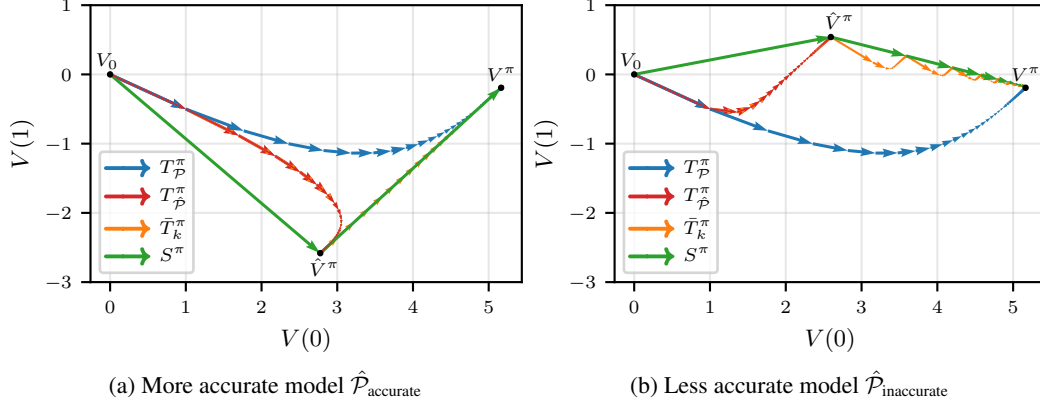 1
0
−1
−2
−3
V(1)
V₀
V^π
V̂^π
T^π_𝒫
T^π_𝒫̂
T̄^π_k
S^π
0 1 2 3 4 5
V(0)
(a) More accurate model 𝒫̂_accurate
1
0
−1
−2
−3
V(1)
V̂^π
V₀
V^π
T^π_𝒫
T^π_𝒫̂
T̄^π_k
S^π
0 1 2 3 4 5
V(0)
(b) Less accurate model 𝒫̂_inaccurate